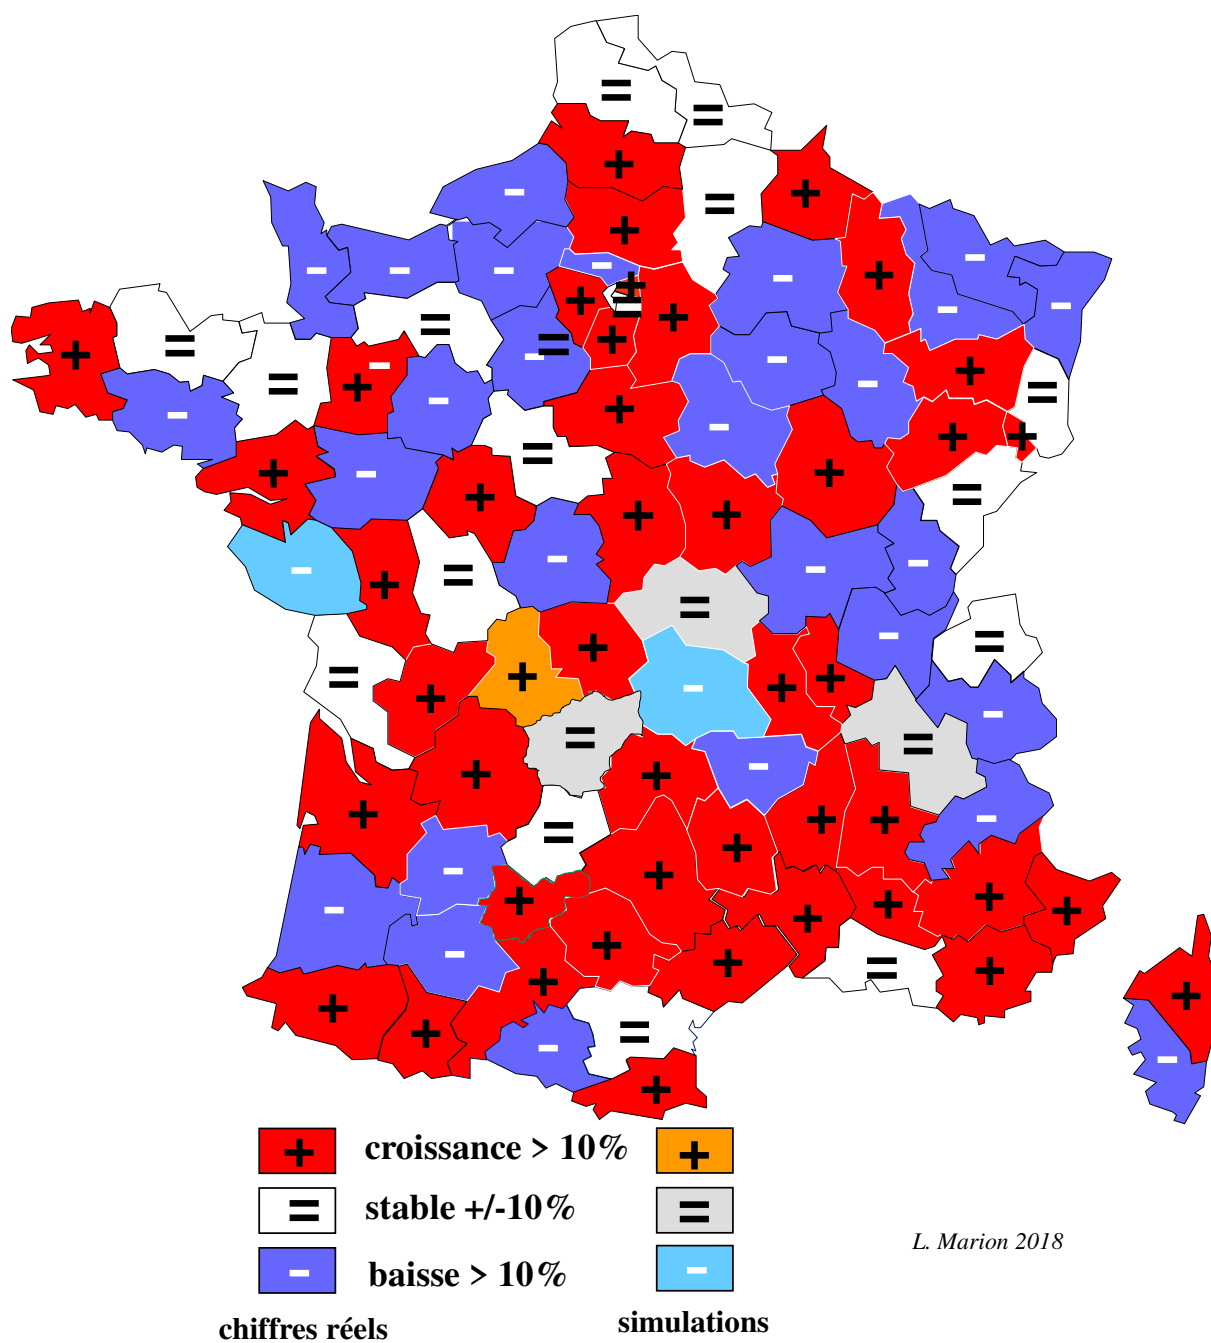 croissance > 10%
stable +/-10%
baisse > 10%
chiffres réels
simulations
L. Marion 2018